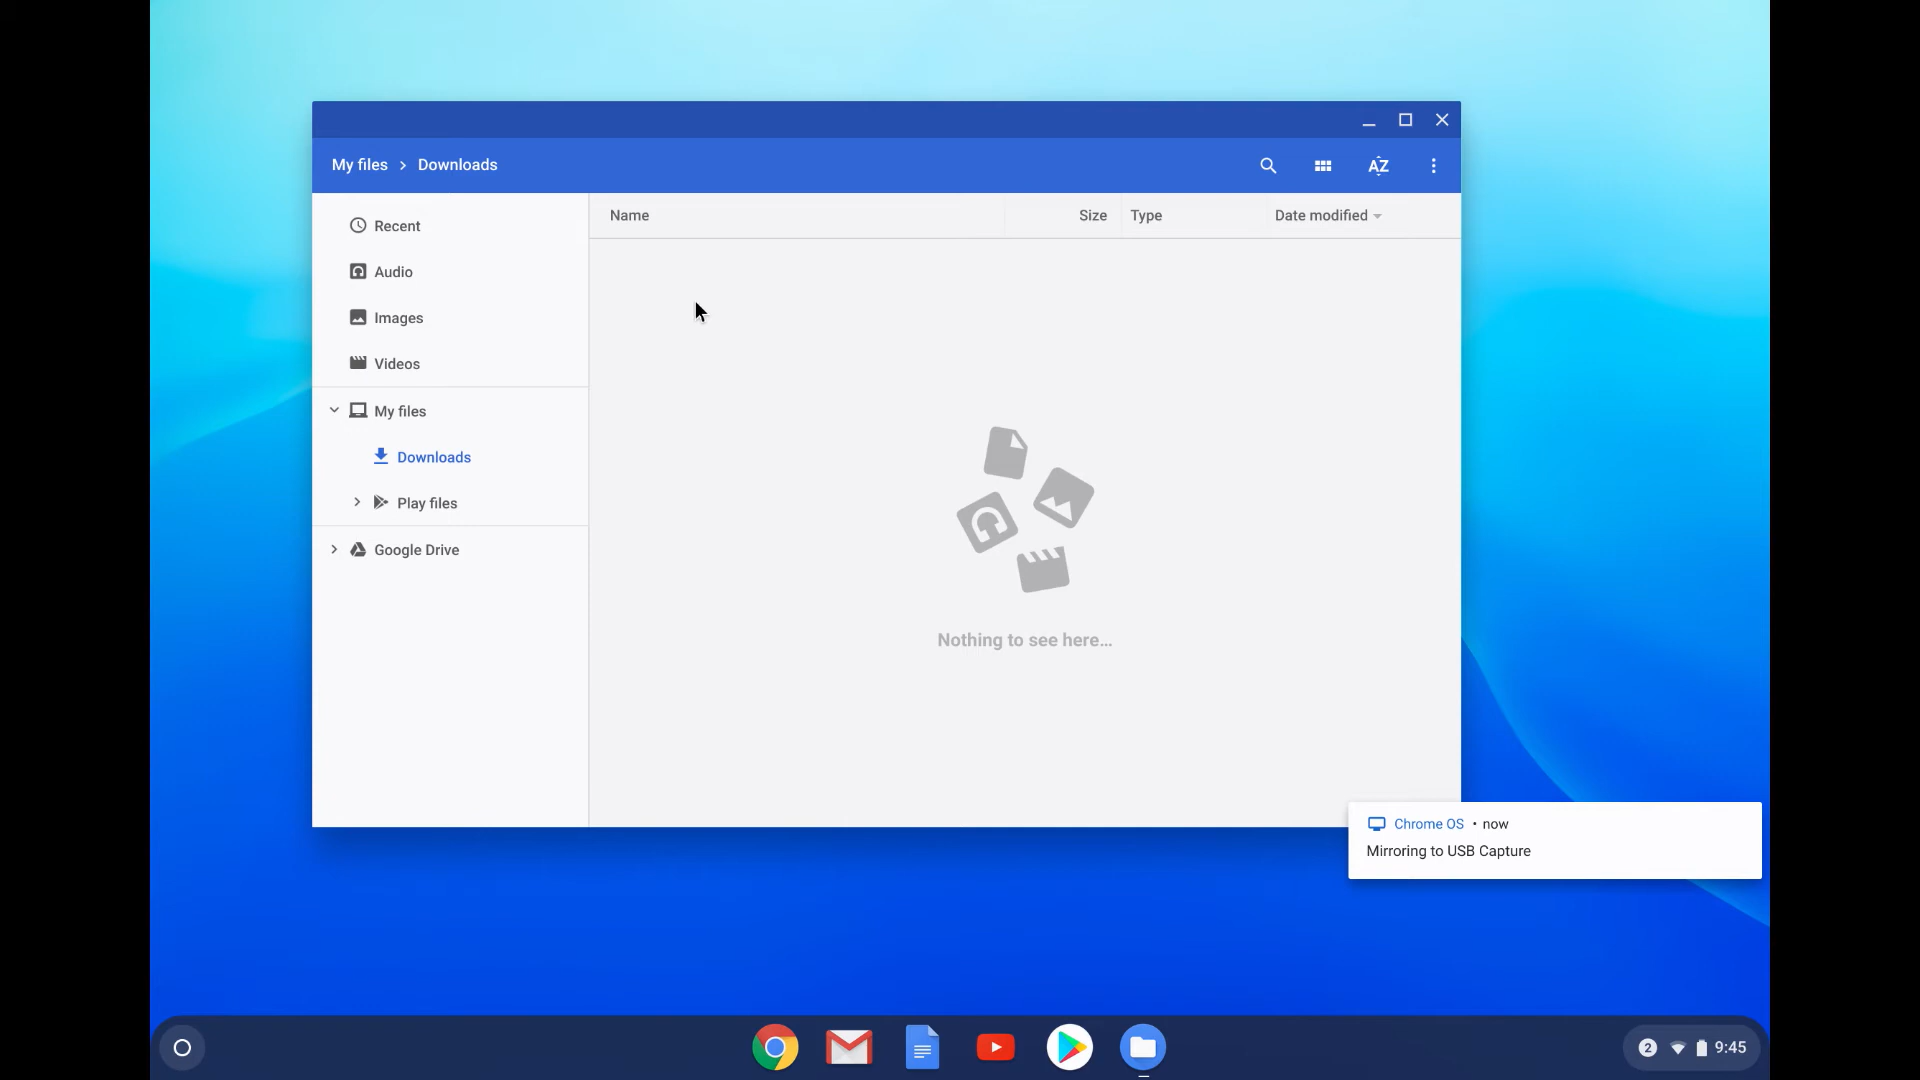 My files > Downloads
AZ
Name Size Type Date modified
Recent
Audio
Images
Videos
My files
Downloads
Play files
Google Drive
Nothing to see here...
Chrome OS • now
Mirroring to USB Capture
2 9:45